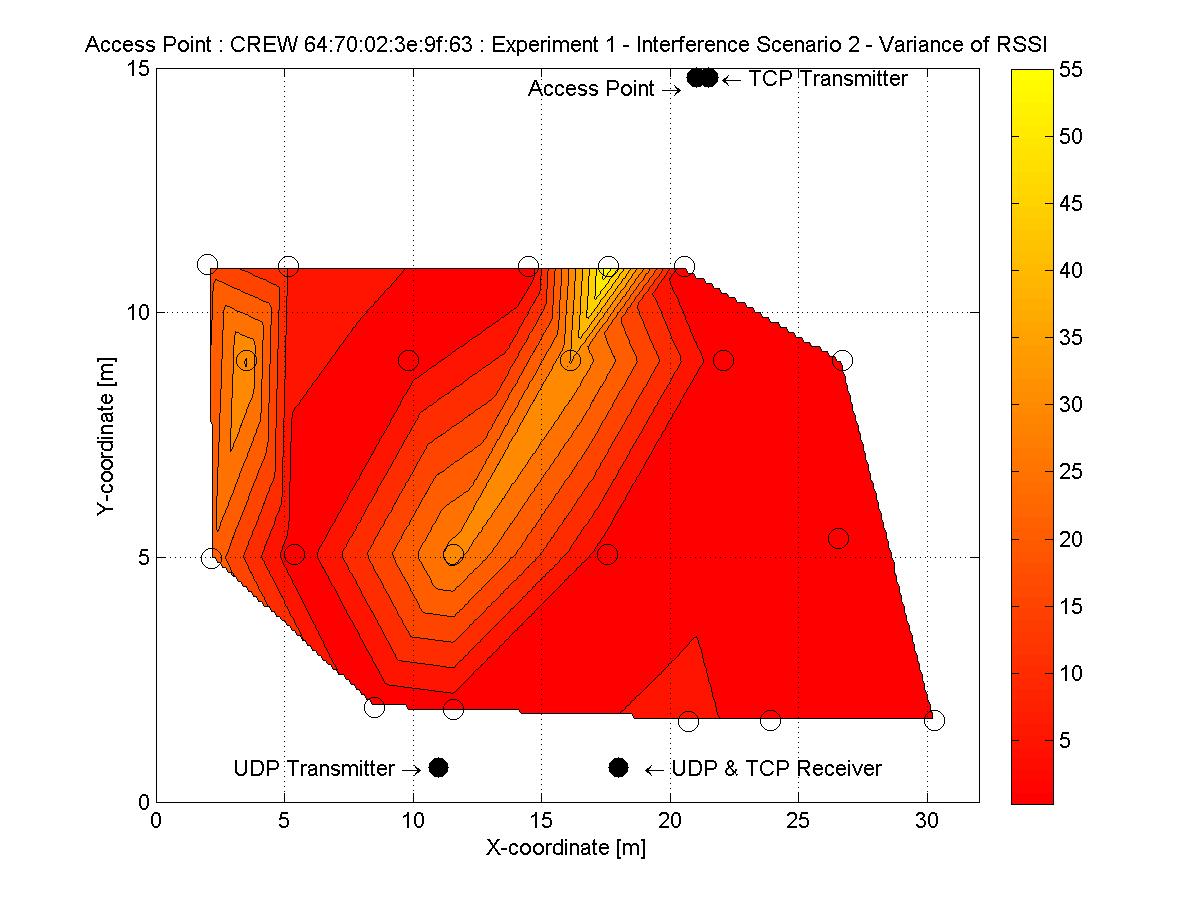 Access Point : CREW 64:70:02:3e:9f:63 : Experiment 1 - Interference Scenario 2 - Variance of RSSI
← TCP Transmitter
Access Point →
UDP Transmitter →
← UDP & TCP Receiver
15
10
5
0
Y-coordinate [m]
0 5 10 15 20 25 30
X-coordinate [m]
55
50
45
40
35
30
25
20
15
10
5